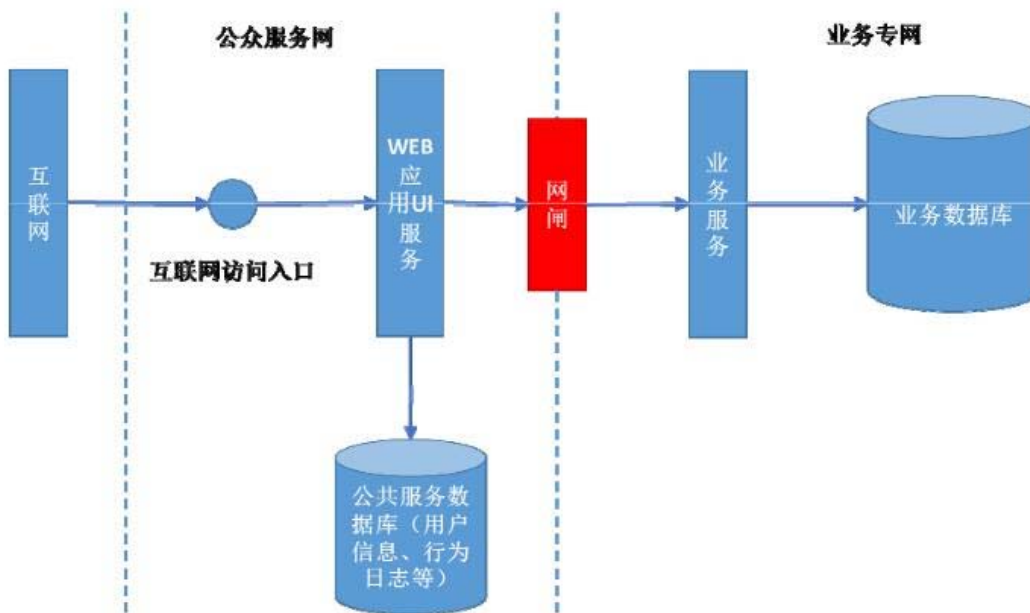 公众服务网
业务专网
互
联
网
互联网访问入口
WEB
应
用UI
服
务
网
闸
业
务
服
务
业务数据库
公共服务数
据库（用户
信息、行为
日志等）